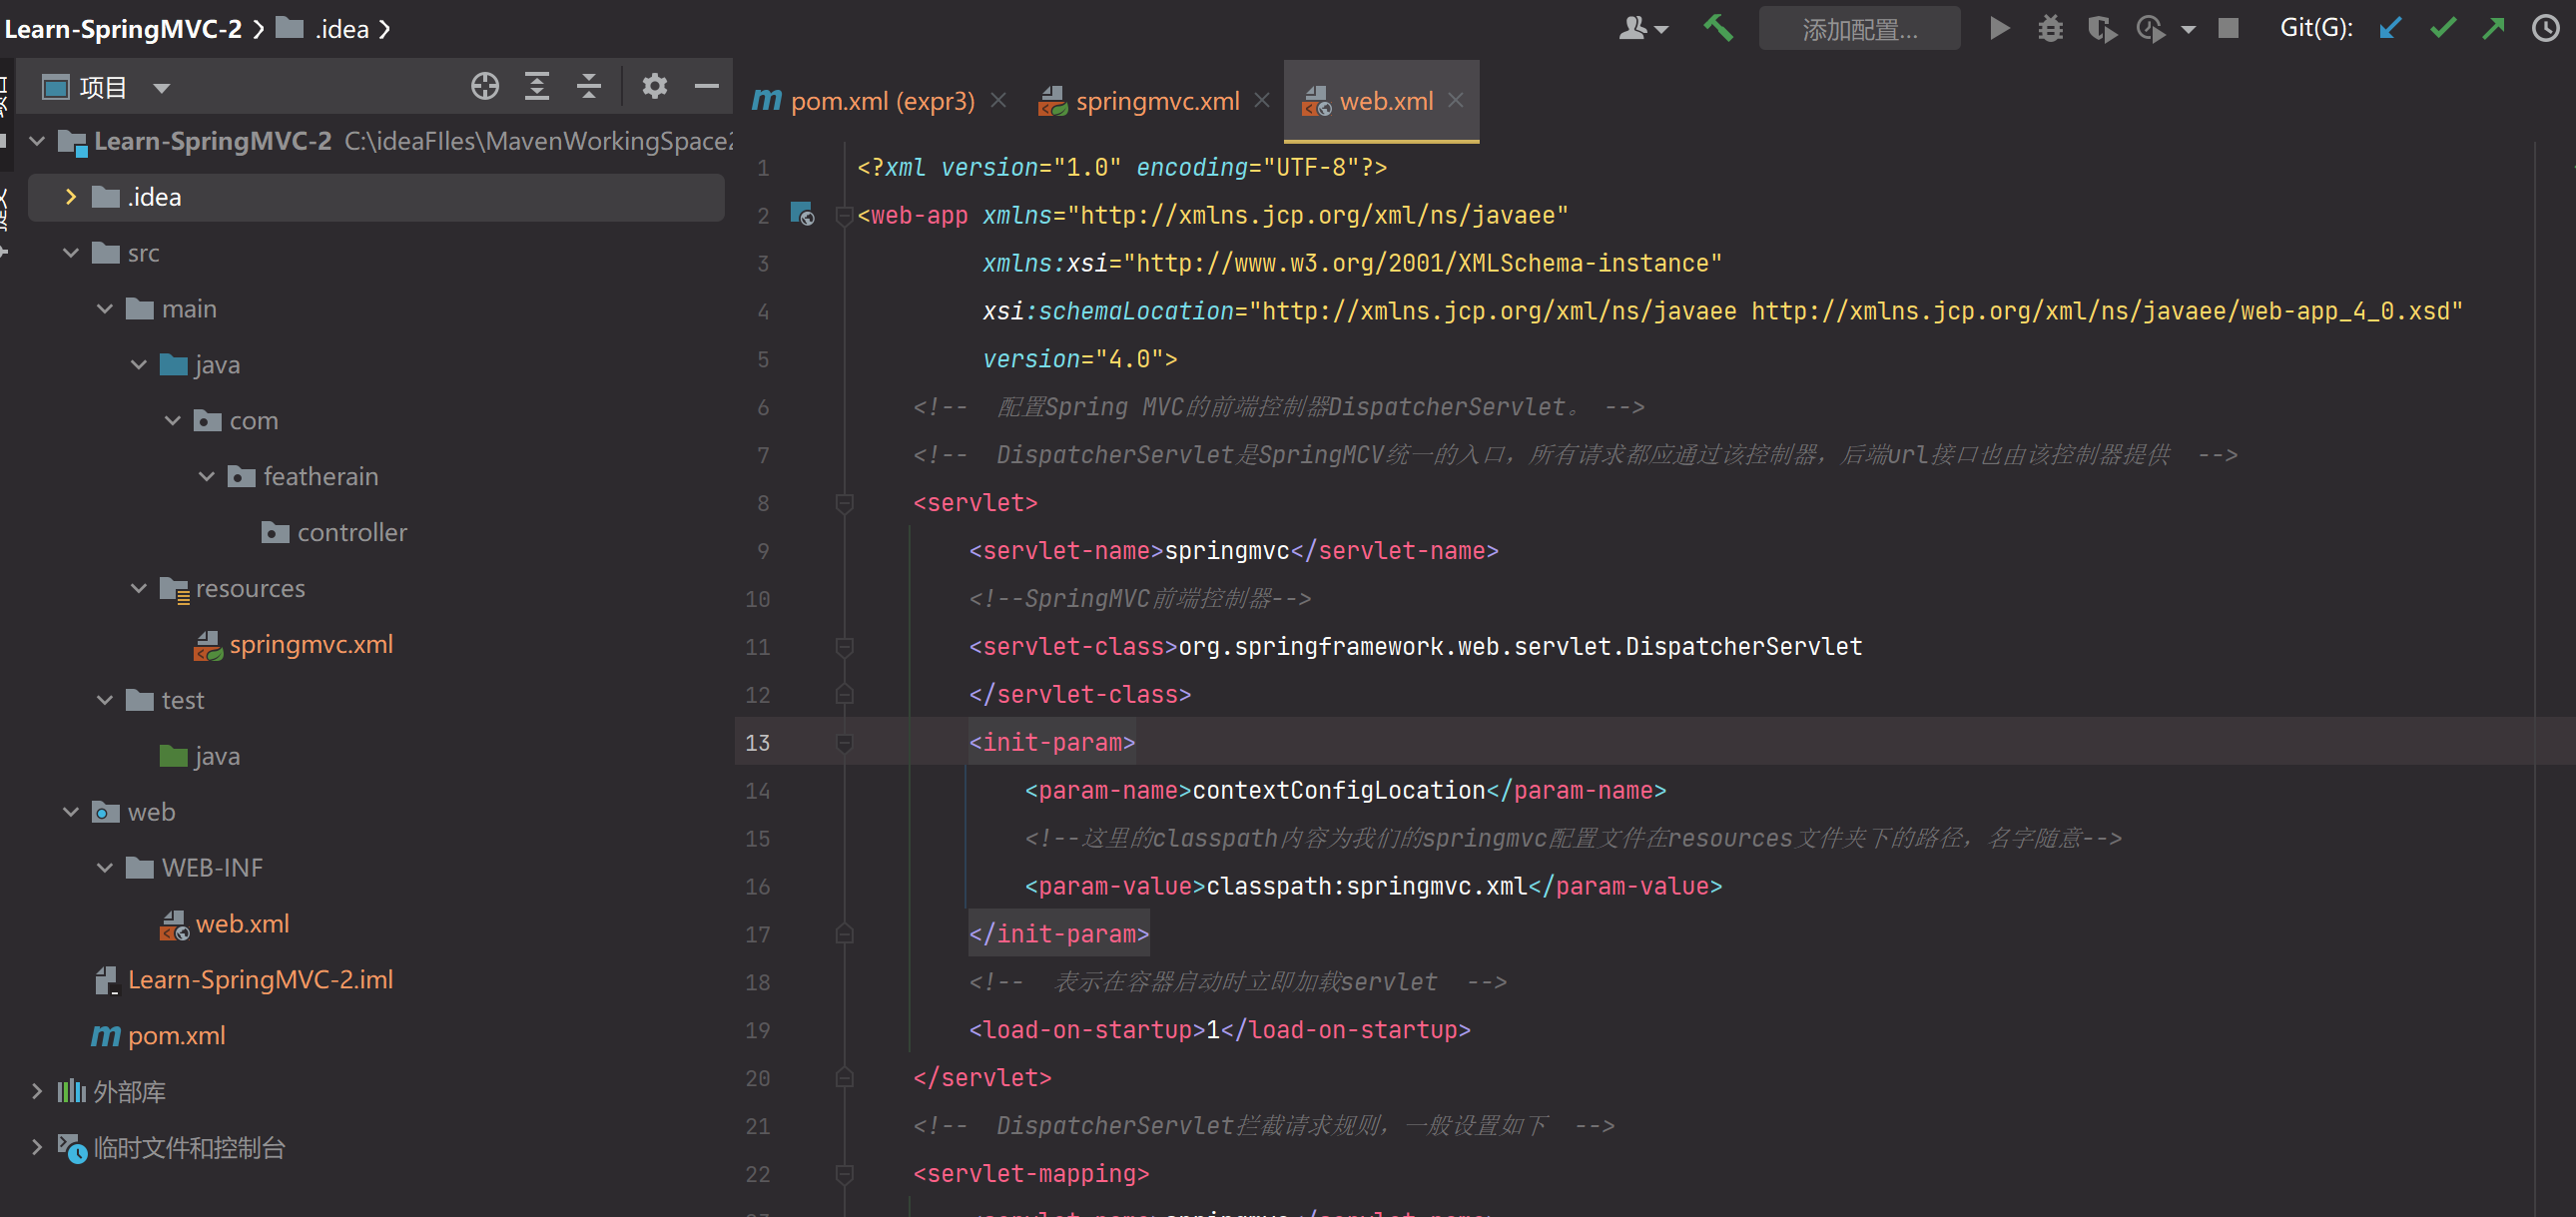 Learn-SpringMVC-2 .idea
添加配置...
Git(G):
项目
Learn-SpringMVC-2 C:\ideaFIles\MavenWorkingSpace2
.idea
src
main
java
com
featherain
controller
resources
springmvc.xml
test
java
web
WEB-INF
web.xml
Learn-SpringMVC-2.iml
pom.xml
外部库
临时文件和控制台
pom.xml (expr3)
springmvc.xml
web.xml
1 <?xml version="1.0" encoding="UTF-8"?>
2 <web-app xmlns="http://xmlns.jcp.org/xml/ns/javaee"
3 xmlns:xsi="http://www.w3.org/2001/XMLSchema-instance"
4 xsi:schemaLocation="http://xmlns.jcp.org/xml/ns/javaee http://xmlns.jcp.org/xml/ns/javaee/web-app_4_0.xsd"
5 version="4.0">
6 <!-- 配置Spring MVC的前端控制器DispatcherServlet。 -->
7 <!-- DispatcherServlet是SpringMCV统一的入口，所有请求都应通过该控制器，后端url接口也由该控制器提供 -->
8 <servlet>
9 <servlet-name>springmvc</servlet-name>
10 <!--SpringMVC前端控制器-->
11 <servlet-class>org.springframework.web.servlet.DispatcherServlet
12 </servlet-class>
13 <init-param>
14 <param-name>contextConfigLocation</param-name>
15 <!--这里的classpath内容为我们的springmvc配置文件在resources文件夹下的路径，名字随意-->
16 <param-value>classpath:springmvc.xml</param-value>
17 </init-param>
18 <!-- 表示在容器启动时立即加载servlet -->
19 <load-on-startup>1</load-on-startup>
20 </servlet>
21 <!-- DispatcherServlet拦截请求规则，一般设置如下 -->
22 <servlet-mapping>